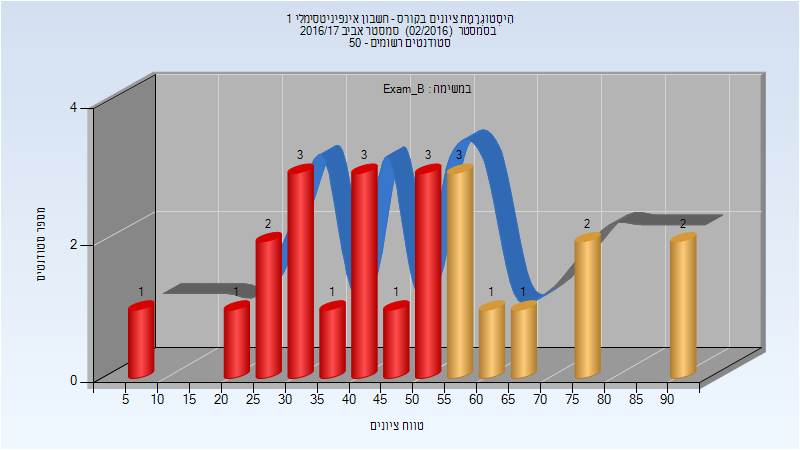 היסטוגרמת ציונים בקורס - חשבון אינפיניטסימלי 1
בסמסטר (02/2016) סמסטר אביב 2016/17
סטודנטים רשומים - 50
במשימה : Exam_B
מספר סטודנטים
4
2
0
1 1 2 3 1 3 1 3 3 1 1 2 2
5 10 15 20 25 30 35 40 45 50 55 60 65 70 75 80 85 90
טווח ציונים